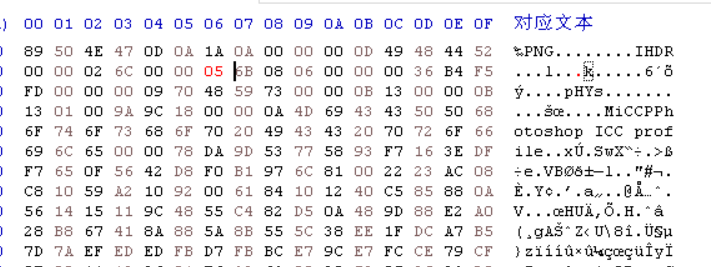 ) 00 01 02 03 04 05 06 07 08 09 0A 0B 0C 0D 0E 0F 对应文本
89 50 4E 47 0D 0A 1A 0A 00 00 00 0D 49 48 44 52 ‰PNG........IHDR
00 00 02 6C 00 00 05 6B 08 06 00 00 00 36 B4 F5 ...l...k.....6´õ
FD 00 00 00 09 70 48 59 73 00 00 0B 13 00 00 0B ý....pHYs.......
13 01 00 9A 9C 18 00 00 0A 4D 69 43 43 50 50 68 ...šœ....MiCCPPh
6F 74 6F 73 68 6F 70 20 49 43 43 20 70 72 6F 66 otoshop ICC prof
69 6C 65 00 00 78 DA 9D 53 77 58 93 F7 16 3E DF ile..xÚ.SwX“÷.>ß
F7 65 0F 56 42 D8 F0 B1 97 6C 81 00 22 23 AC 08 ÷e.VBØð±—l.."#¬.
C8 10 59 A2 10 92 00 61 84 10 12 40 C5 85 88 0A È.Y¢.’.a„..@Å…ˆ.
56 14 15 11 9C 48 55 C4 82 D5 0A 48 9D 88 E2 A0 V...œHUÄ‚Õ.H.ˆâ
28 B8 67 41 8A 88 5A 8B 55 5C 38 EE 1F DC A7 B5 (¸gAŠˆZ‹U\8î.Ü§µ
7D 7A EF ED ED FB D7 FB BC E7 9C E7 FC CE 79 CF }zïííû×û¼çœçüÎyÏ